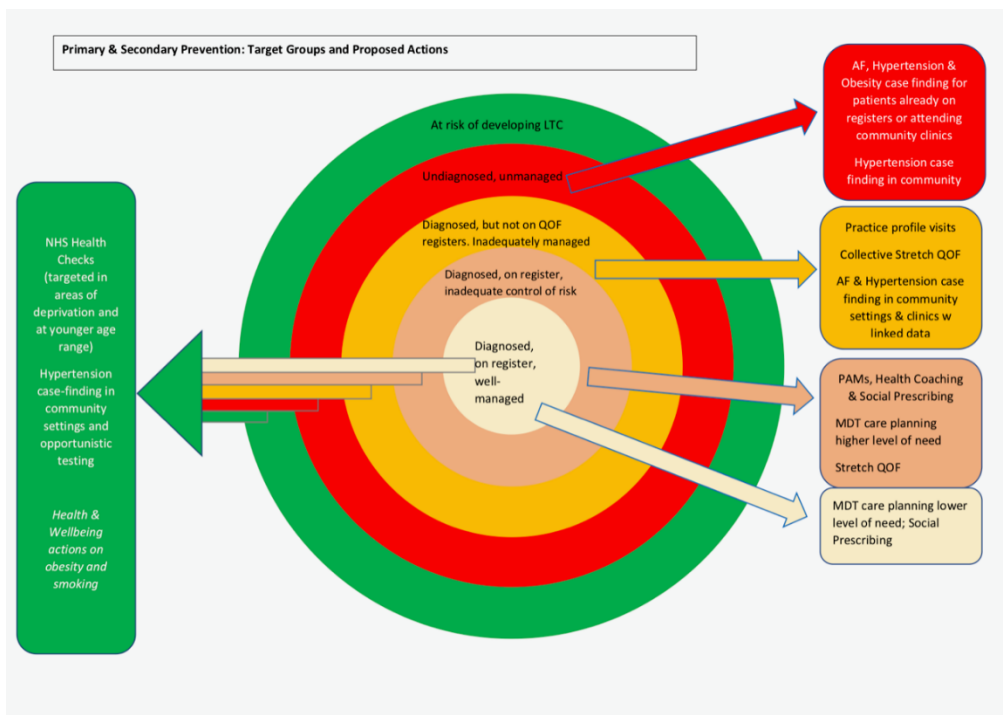 Primary & Secondary Prevention: Target Groups and Proposed Actions
At risk of developing LTC
Undiagnosed, unmanaged
Diagnosed, but not on QOF
registers. Inadequately managed
Diagnosed, on register,
inadequate control of risk
Diagnosed,
on register,
well-
managed
NHS Health
Checks
(targeted in
areas of
deprivation and
at younger age
range)
Hypertension
case-finding in
community
settings and
opportunistic
testing
Health &
Wellbeing
actions on
obesity and
smoking
AF, Hypertension &
Obesity case finding for
patients already on
registers or attending
community clinics
Hypertension case
finding in community
Practice profile visits
Collective Stretch QOF
AF & Hypertension case
finding in community
settings & clinics w
linked data
PAMs, Health Coaching
& Social Prescribing
MDT care planning
higher level of need
Stretch QOF
MDT care planning lower
level of need; Social
Prescribing